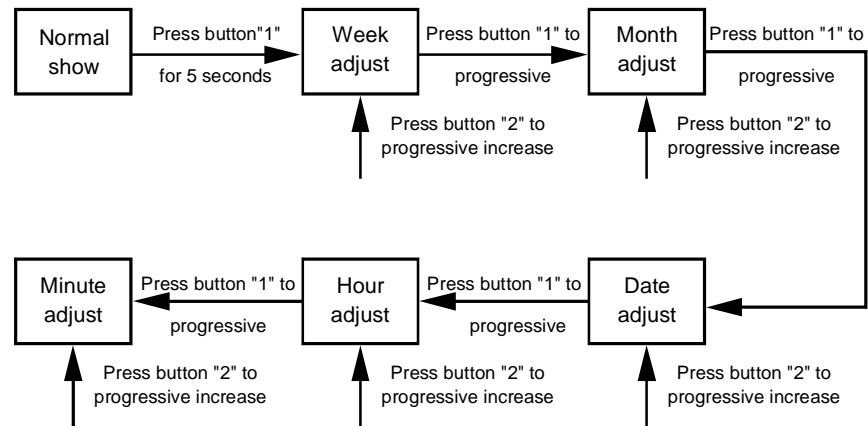 Normal
show
Press button"1"
for 5 seconds
Week
adjust
Press button "1" to
progressive
Month
adjust
Press button "1" to
progressive
Press button "2" to
progressive increase
Press button "2" to
progressive increase
Minute
adjust
Press button "1" to
progressive
Hour
adjust
Press button "1" to
progressive
Date
adjust
Press button "2" to
progressive increase
Press button "2" to
progressive increase
Press button "2" to
progressive increase